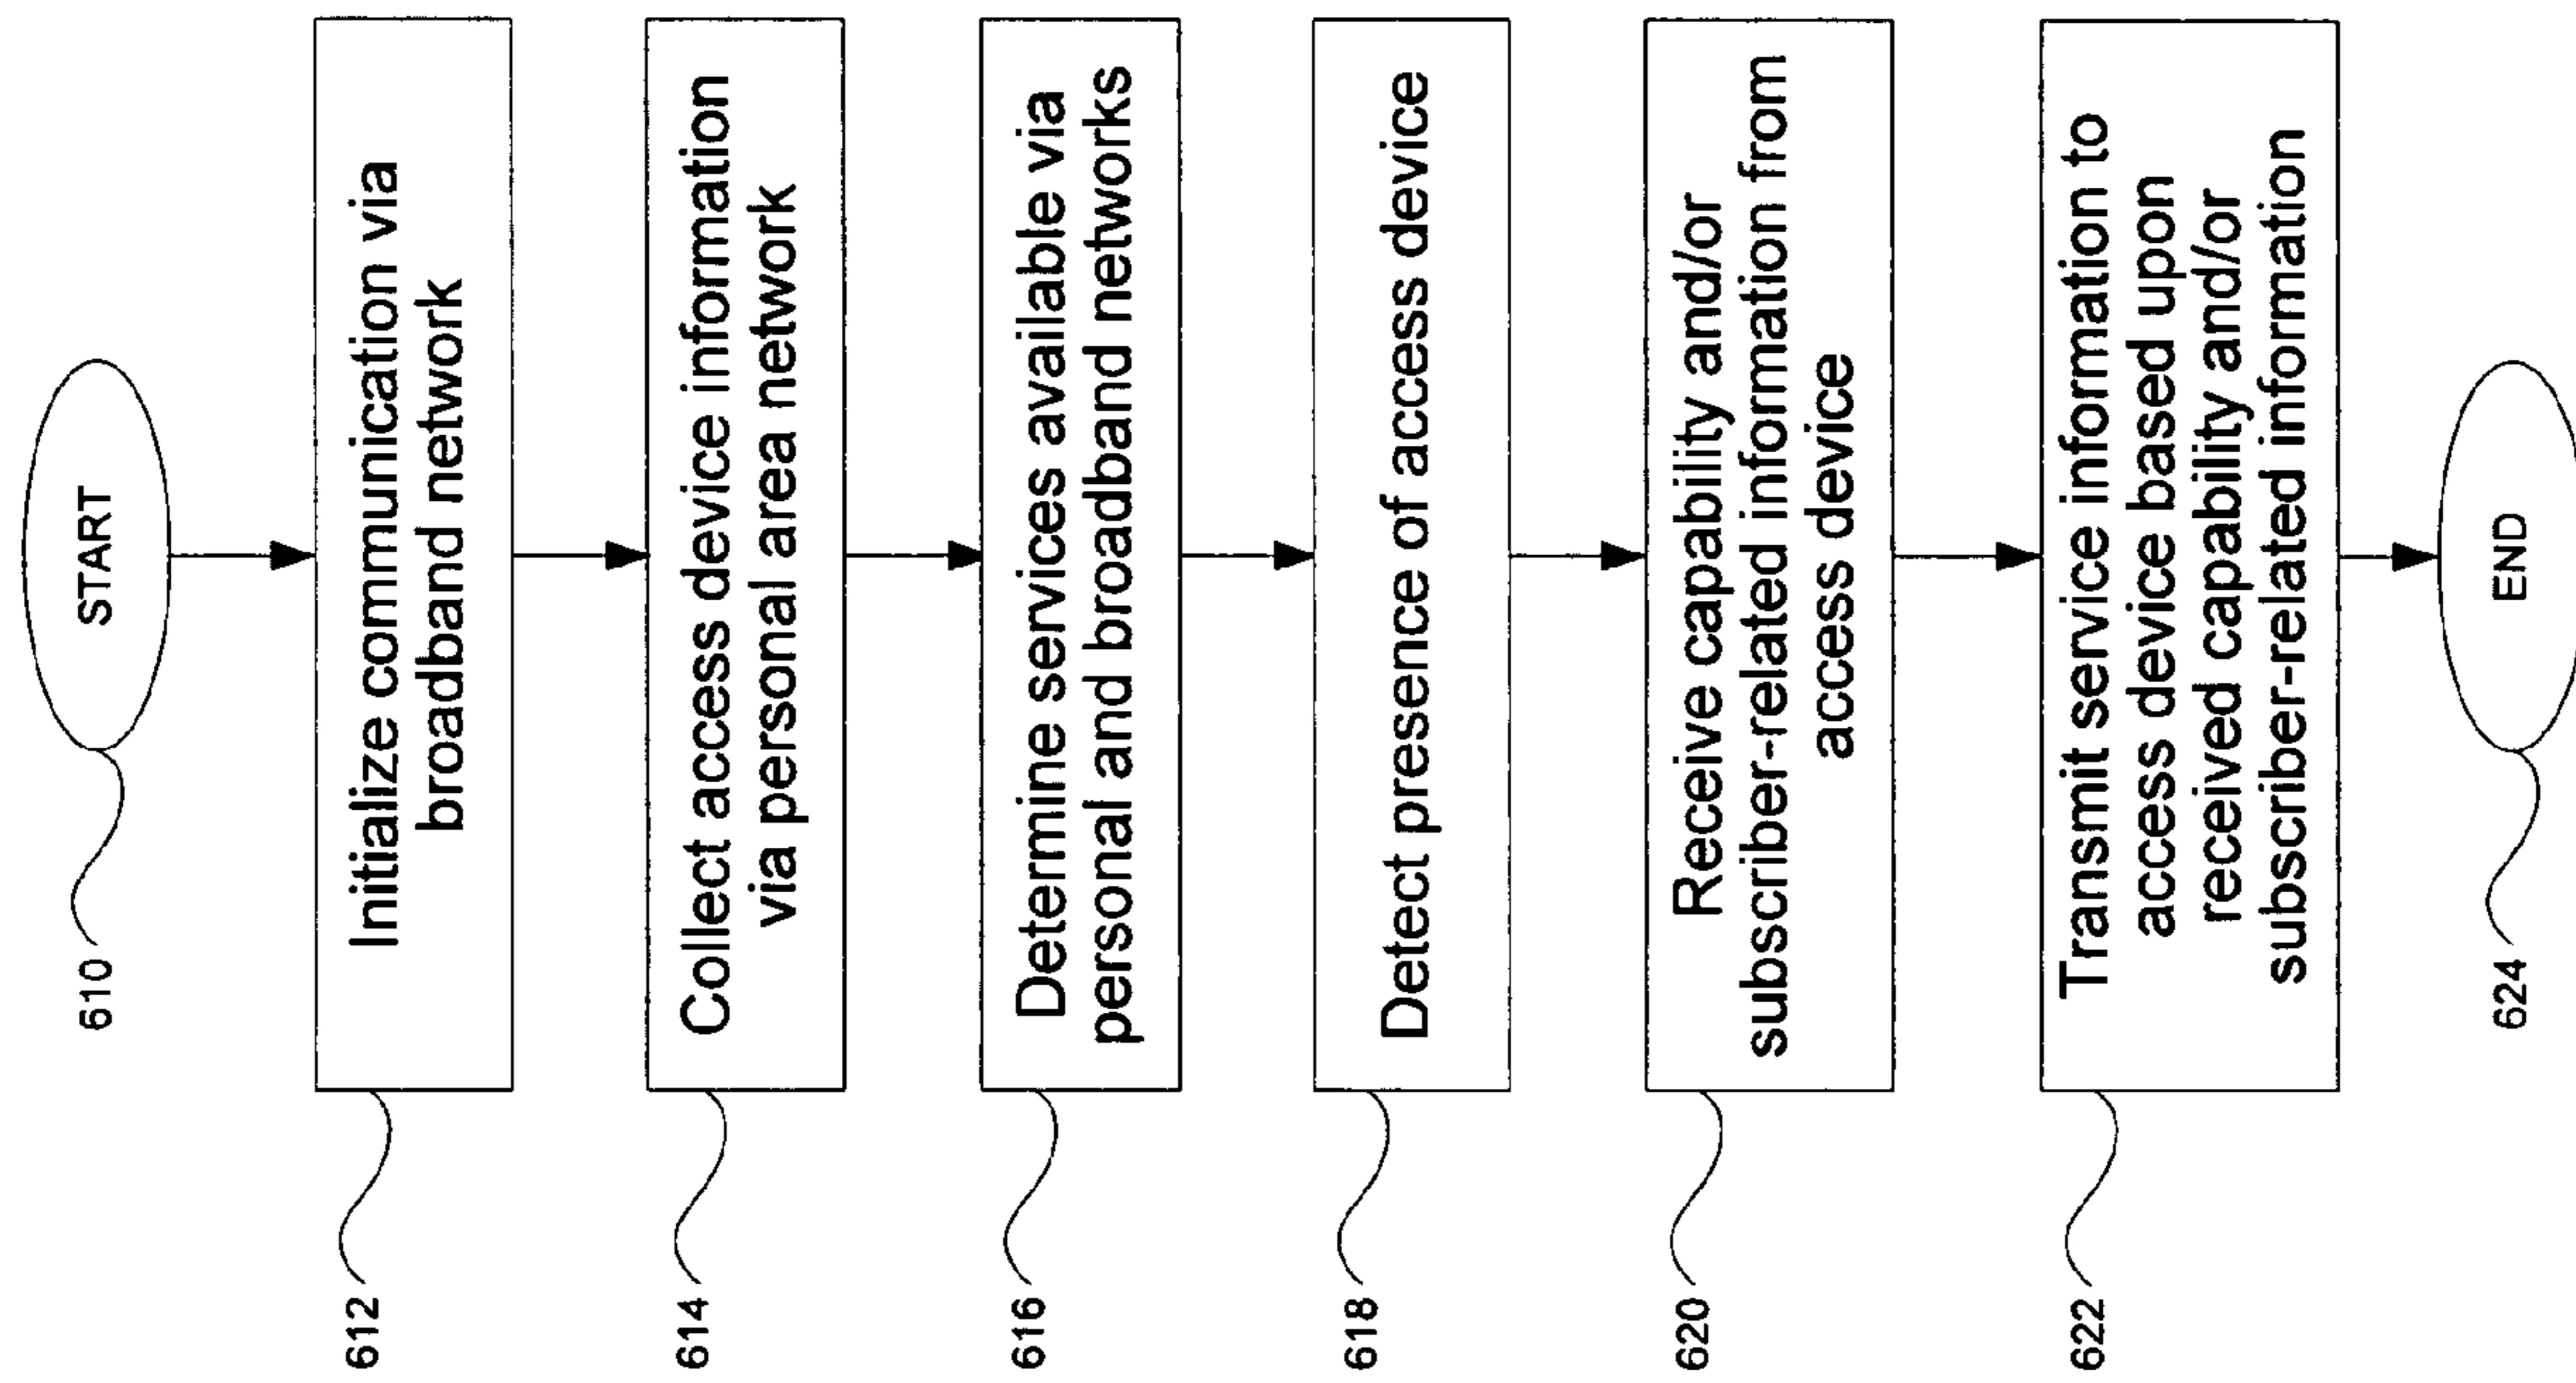 START
610
Initialize communication via
broadband network
612
Collect access device information
via personal area network
614
Determine services available via
personal and broadband networks
616
Detect presence of access device
618
Receive capability and/or
subscriber-related information from
access device
620
Transmit service information to
access device based upon
received capability and/or
subscriber-related information
622
END
624